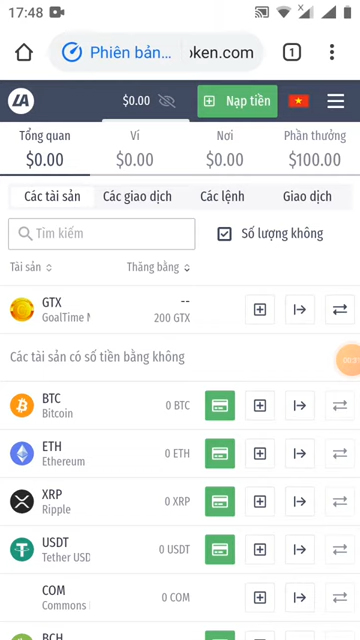 17:48
Phiên bản... oken.com
1
LA $0.00 Nạp tiền
Tổng quan Ví Nơi Phần thưởng
$0.00 $0.00 $0.00 $100.00
Các tài sản Các giao dịch Các lệnh Giao dịch
Tìm kiếm Số lượng không
Tài sản Thăng bằng
GTX --
GoalTime 200 GTX
Các tài sản có số tiền bằng không
BTC
Bitcoin 0 BTC
ETH
Ethereum 0 ETH
XRP
Ripple 0 XRP
USDT
Tether USD 0 USDT
COM
Commons 0 COM
BCH